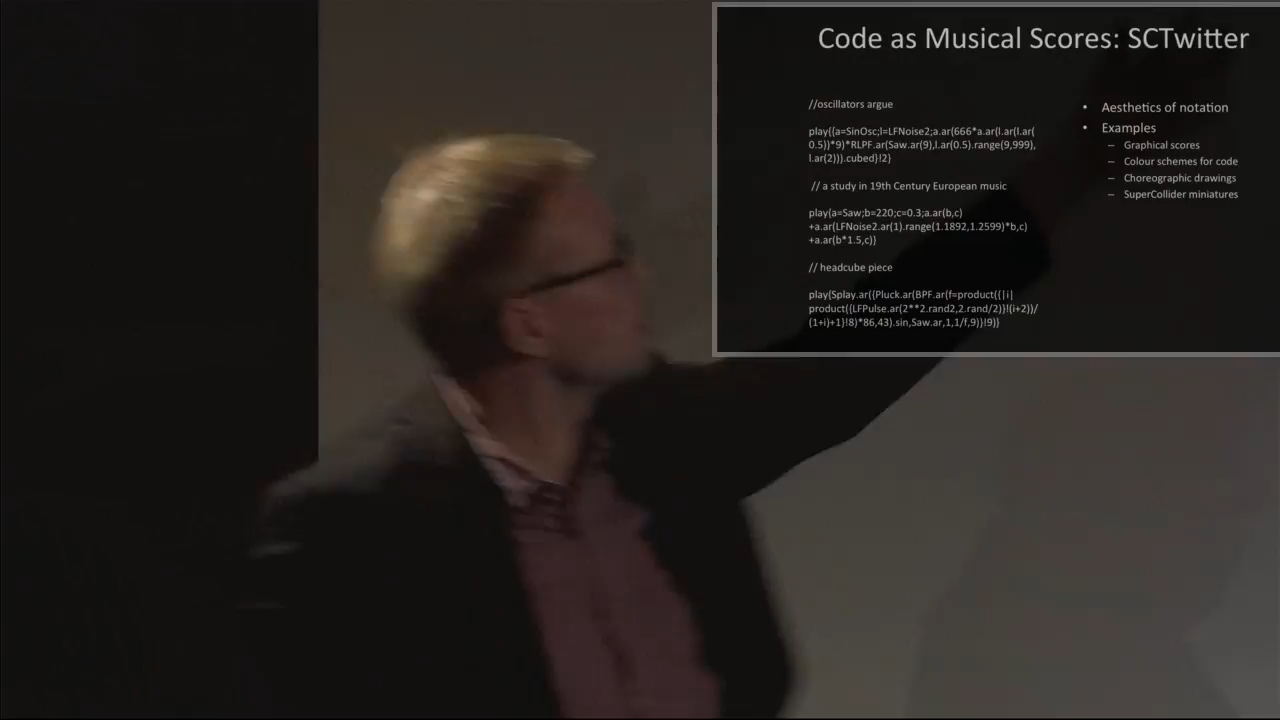 Code as Musical Scores: SCTwitter
//oscillators argue
play{(a=SinOsc;l=LFNoise2;a.ar(666*a.ar(l.ar(l.ar(
0.5))*9)*RLPF.ar(Saw.ar(9),l.ar(0.5).range(9,999),
l.ar(2))).cubed}!2}
// a study in 19th Century European music
play{a=Saw;b=220;c=0.3;a.ar(b,c)
+a.ar(LFNoise2.ar(1).range(1.1892,1.2599)*b,c)
+a.ar(b*1.5,c)}
// headcube piece
play{Splay.ar({Pluck.ar(BPF.ar(f=product({|i|
product({LFPulse.ar(2**2.rand2,2.rand/2)}!(i+2))/
(1+i)+1}!8)*86,43).sin,Saw.ar,1,1/f,9)}!9)}
• Aesthetics of notation
• Examples
– Graphical scores
– Colour schemes for code
– Choreographic drawings
– SuperCollider miniatures